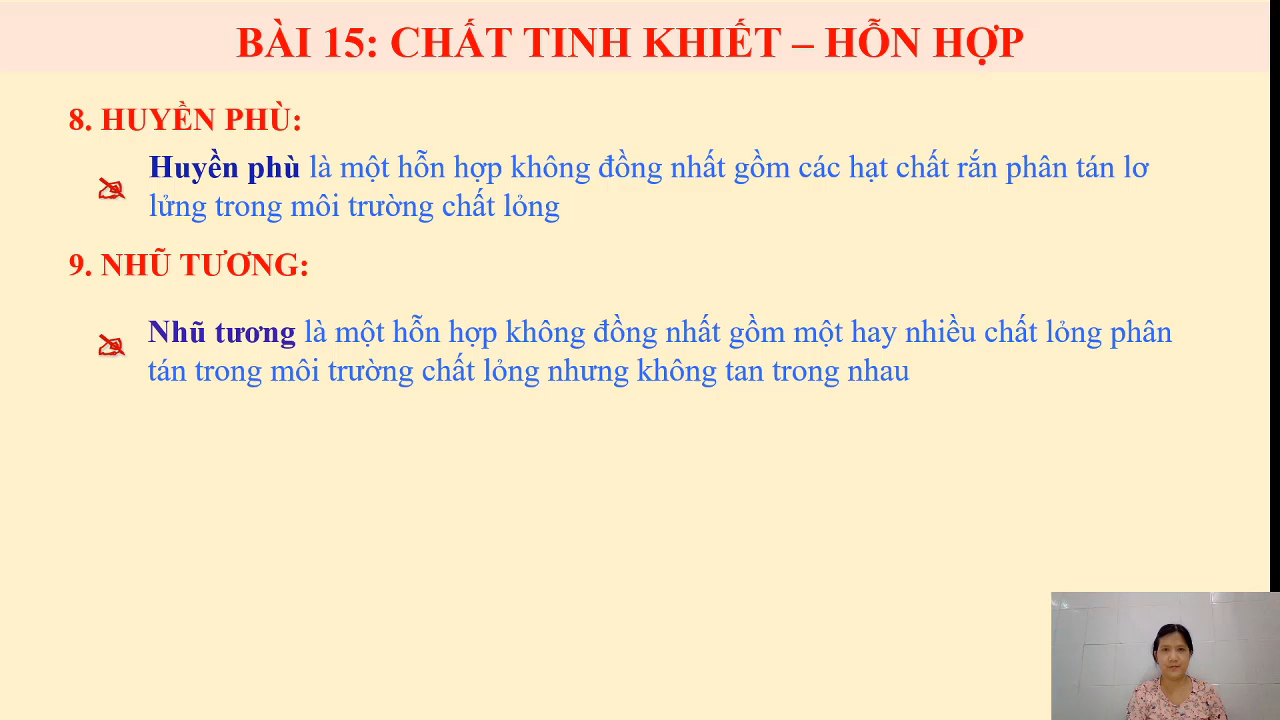 BÀI 15: CHẤT TINH KHIẾT – HỖN HỢP
8. HUYỀN PHÙ:
Huyền phù là một hỗn hợp không đồng nhất gồm các hạt chất rắn phân tán lơ
lửng trong môi trường chất lỏng
9. NHŨ TƯƠNG:
Nhũ tương là một hỗn hợp không đồng nhất gồm một hay nhiều chất lỏng phân
tán trong môi trường chất lỏng nhưng không tan trong nhau